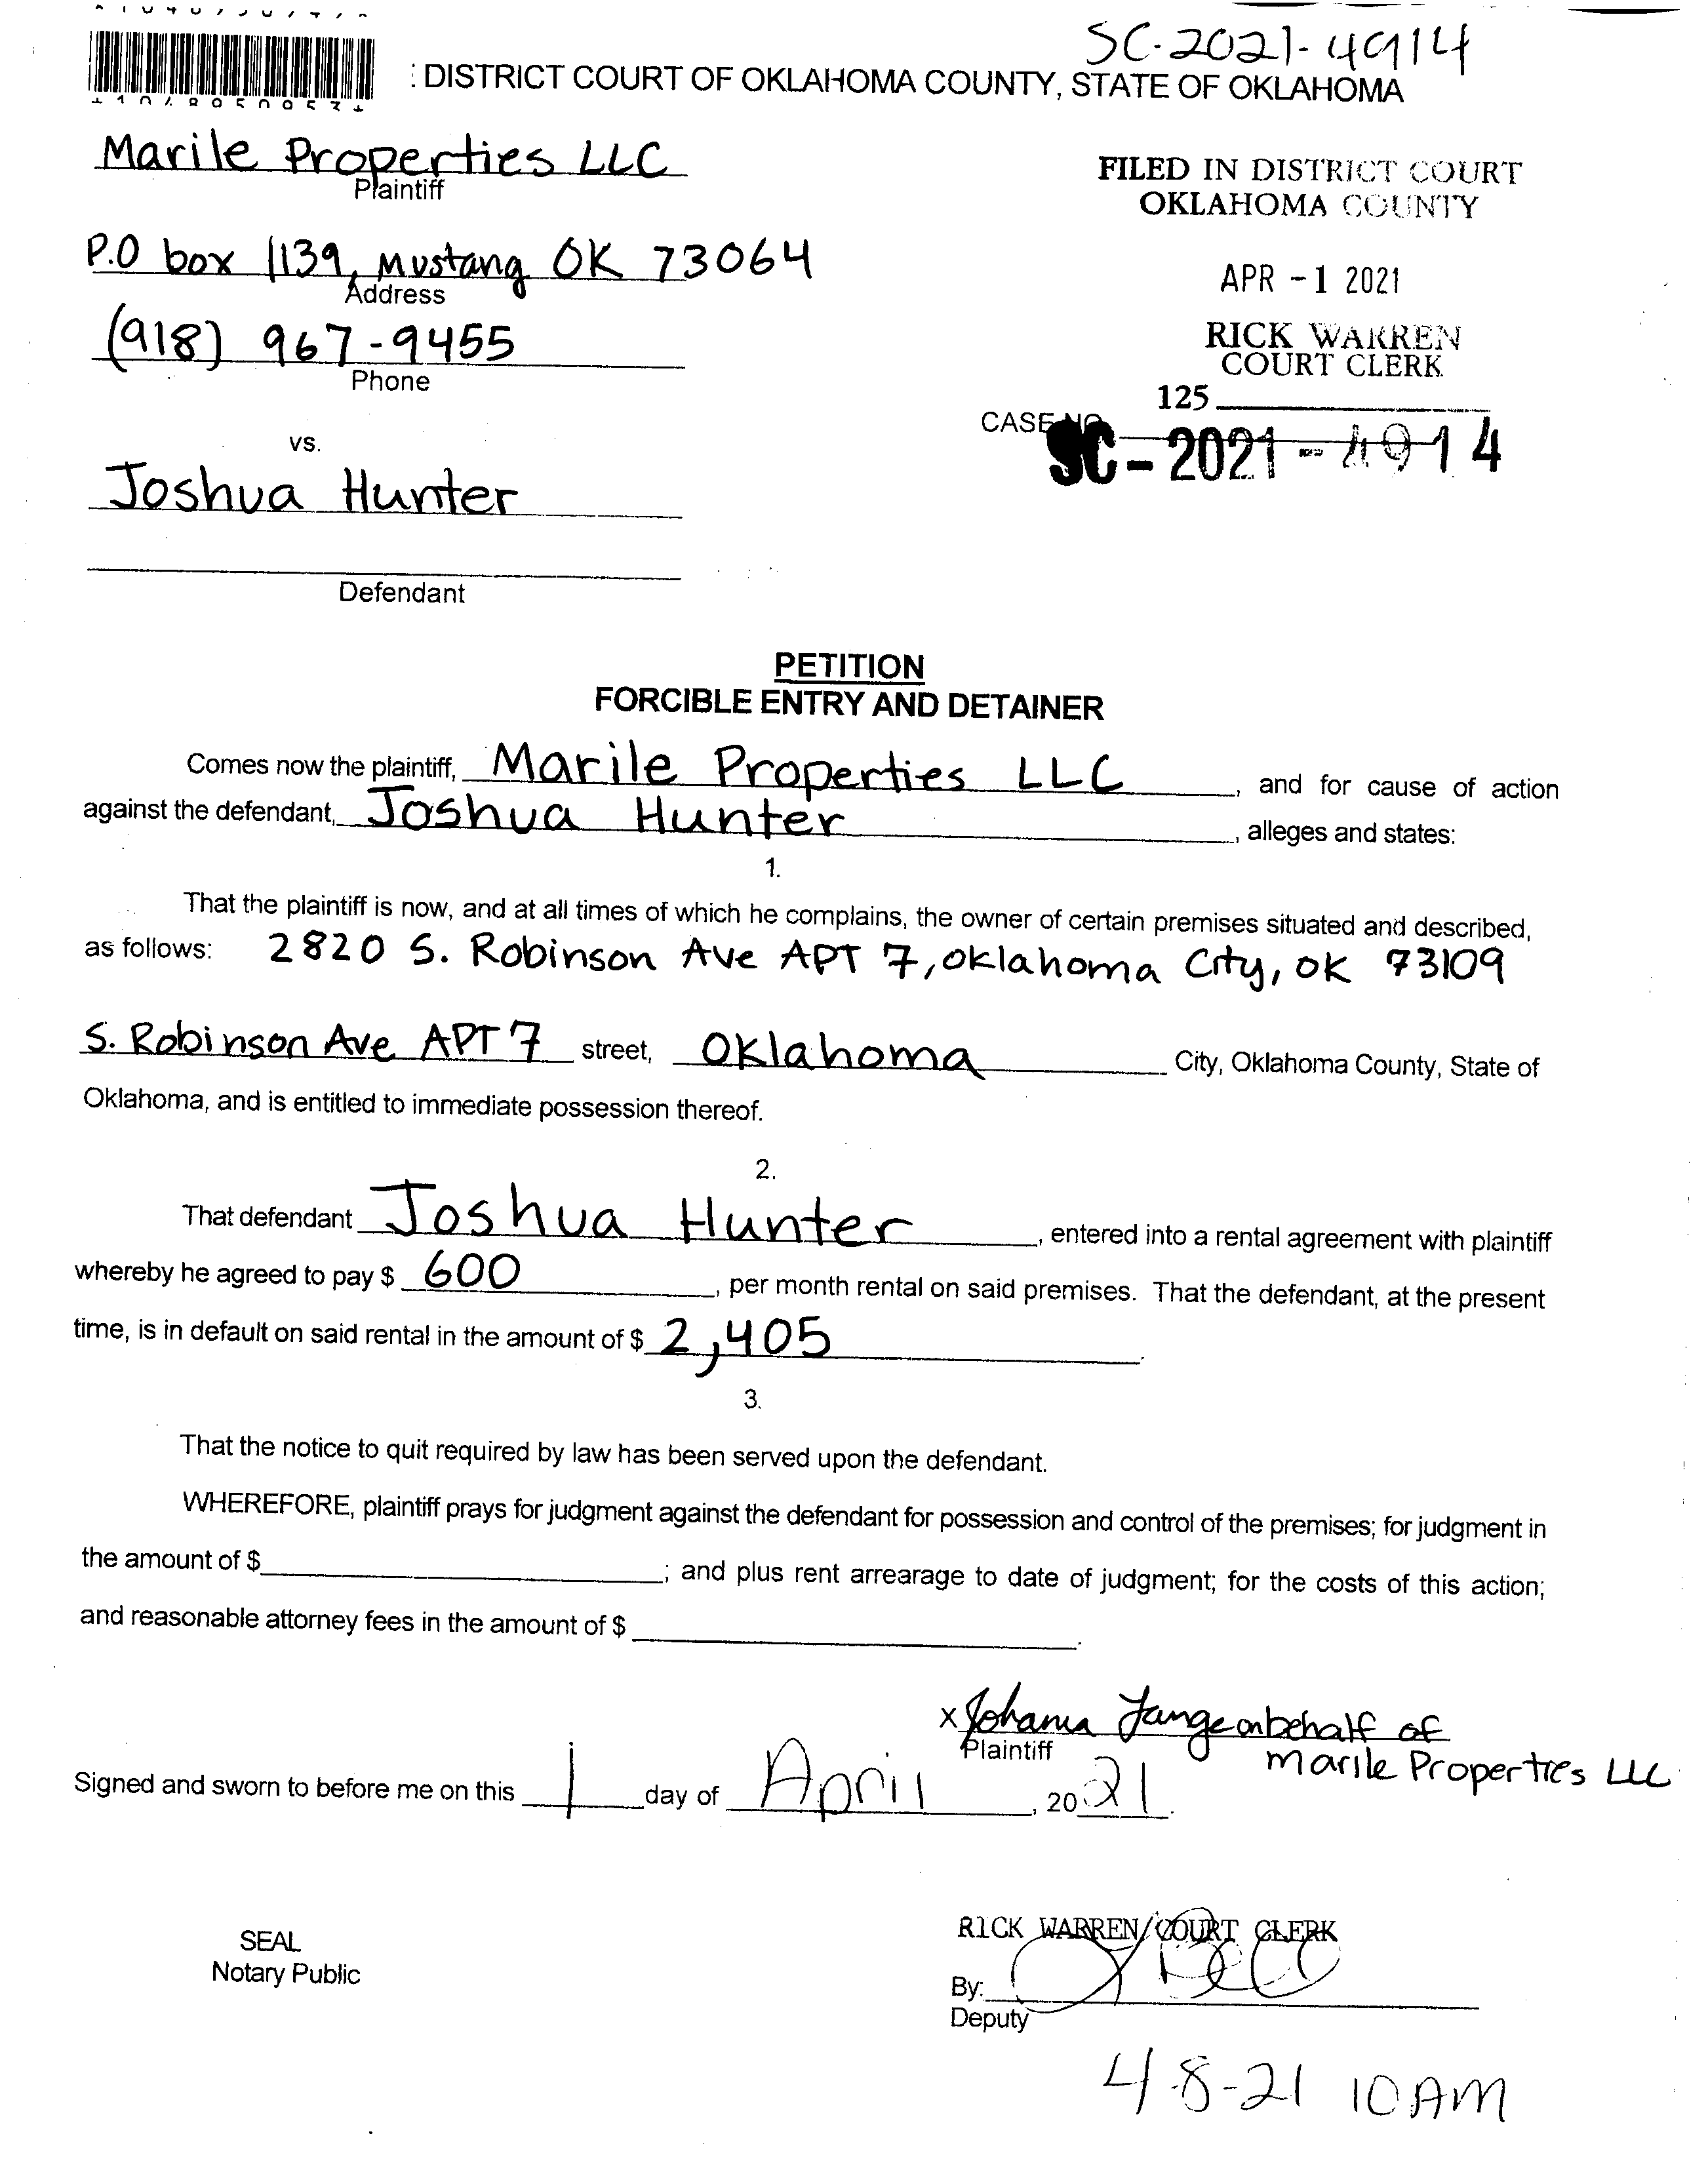 SC-2021-4914
: DISTRICT COURT OF OKLAHOMA COUNTY, STATE OF OKLAHOMA
Marile Properties LLC
Plaintiff
FILED IN DISTRICT COURT
OKLAHOMA COUNTY
P.O box 1139, Mustang OK 73064
Address
APR - 1 2021
(918) 967-9455
Phone
RICK WARREN
COURT CLERK
125
CASE NO.
SC - 2021 - 4914
vs.
Joshua Hunter
Defendant
PETITION
FORCIBLE ENTRY AND DETAINER
Comes now the plaintiff, Marile Properties LLC, and for cause of action
against the defendant, Joshua Hunter, alleges and states:
1.
That the plaintiff is now, and at all times of which he complains, the owner of certain premises situated and described,
as follows: 2820 S. Robinson Ave APT 7, Oklahoma City, OK 73109
S. Robinson Ave APT 7 street, Oklahoma City, Oklahoma County, State of
Oklahoma, and is entitled to immediate possession thereof.
2.
That defendant Joshua Hunter, entered into a rental agreement with plaintiff
whereby he agreed to pay $ 600, per month rental on said premises. That the defendant, at the present
time, is in default on said rental in the amount of $ 2,405.
3.
That the notice to quit required by law has been served upon the defendant.
WHEREFORE, plaintiff prays for judgment against the defendant for possession and control of the premises; for judgment in
the amount of $ ; and plus rent arrearage to date of judgment; for the costs of this action;
and reasonable attorney fees in the amount of $ .
x Johania on behalf of
Plaintiff
Marile Properties LLC
Signed and sworn to before me on this 1 day of April, 2021.
SEAL
Notary Public
RICK WARREN/COURT CLERK
By:
Deputy
4-8-21 10AM